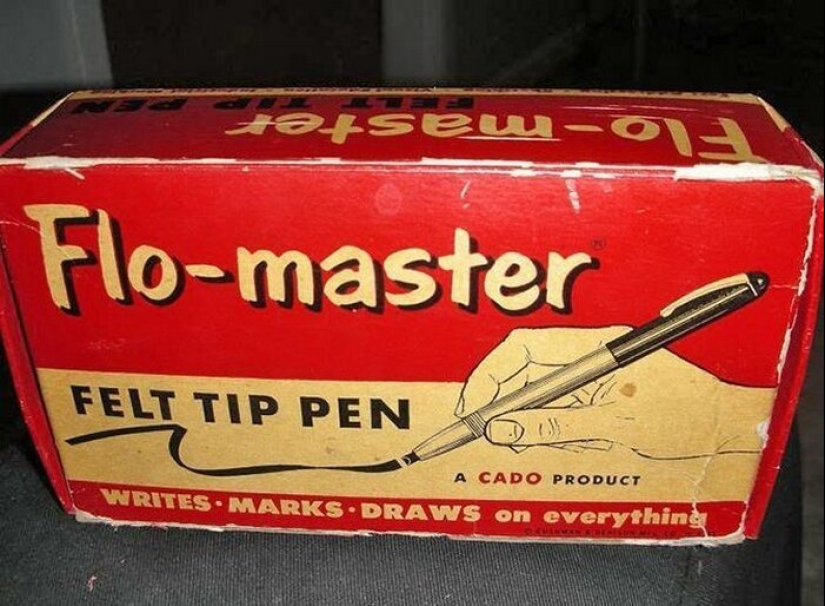 FELT TIP PEN
Flo-master
Flo-master
FELT TIP PEN
A CADO PRODUCT
WRITES·MARKS·DRAWS on everything